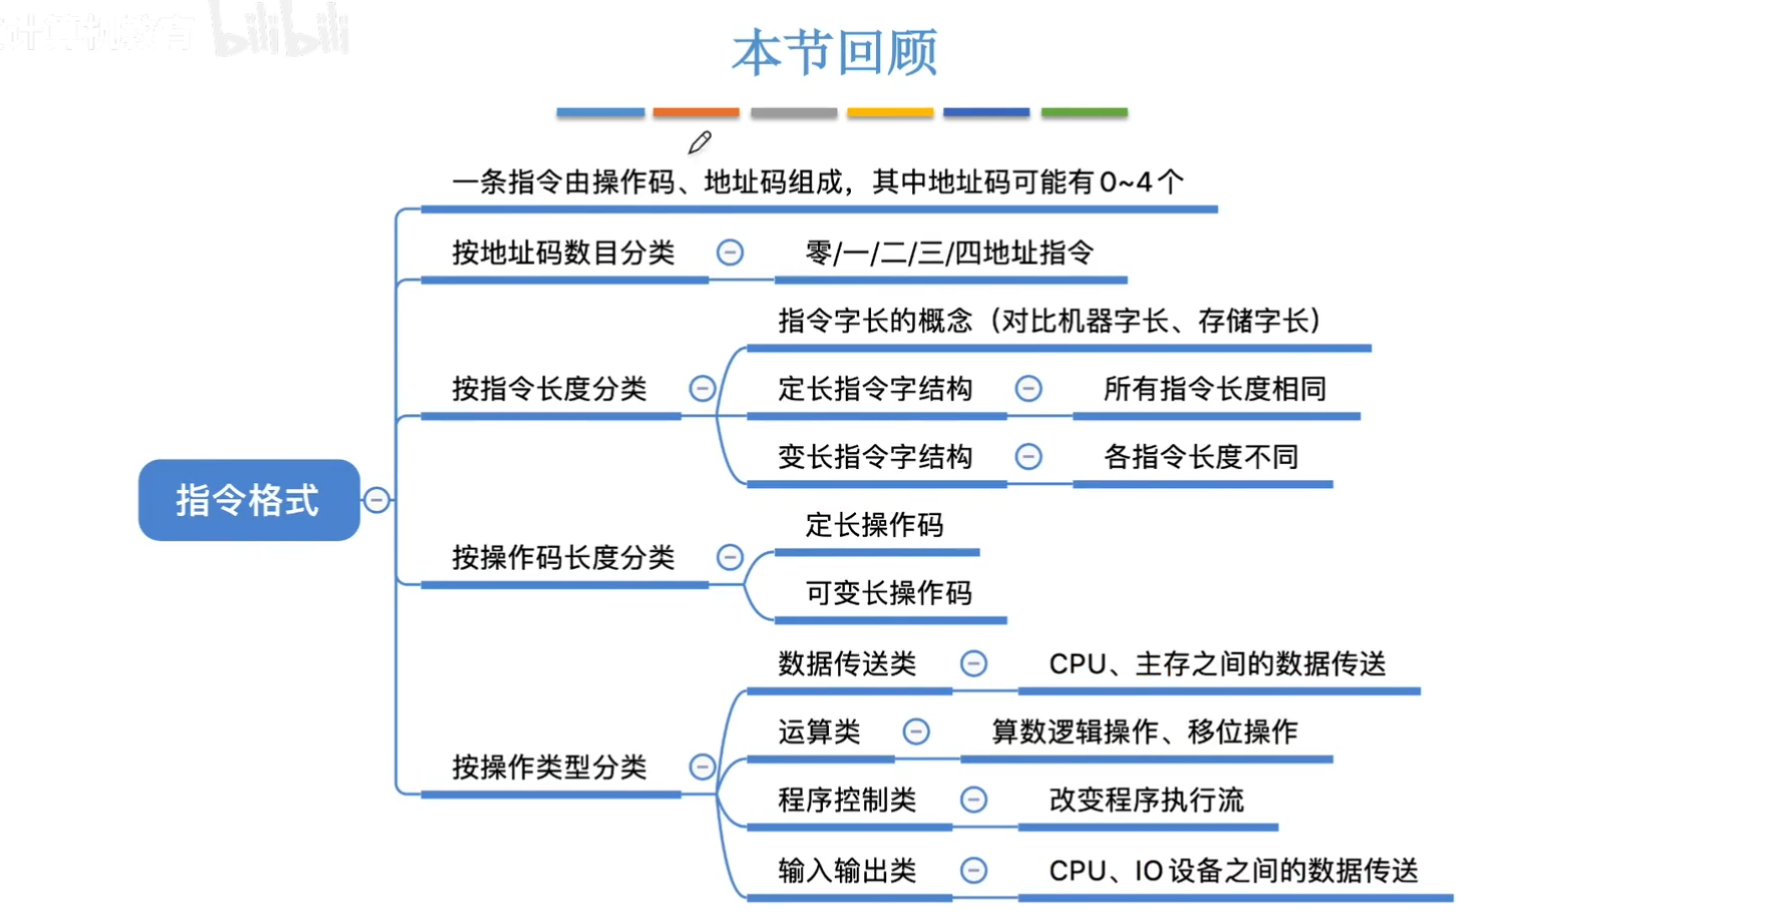 计算机教育 bilibili
本节回顾
一条指令由操作码、地址码组成，其中地址码可能有0~4个
按地址码数目分类
零/一/二/三/四地址指令
按指令长度分类
指令字长的概念（对比机器字长、存储字长）
定长指令字结构
所有指令长度相同
变长指令字结构
各指令长度不同
指令格式
按操作码长度分类
定长操作码
可变长操作码
按操作类型分类
数据传送类
CPU、主存之间的数据传送
运算类
算数逻辑操作、移位操作
程序控制类
改变程序执行流
输入输出类
CPU、IO设备之间的数据传送